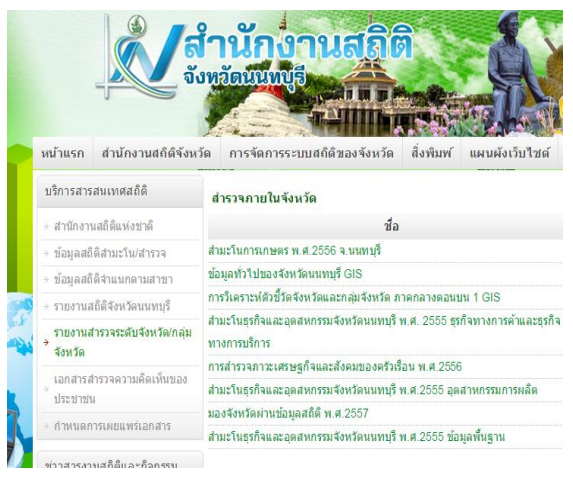 สำนักงานสถิติ
จังหวัดนนทบุรี
หน้าแรก สำนักงานสถิติจังหวัด การจัดการระบบสถิติของจังหวัด สิ่งพิมพ์ แผนผังเว็บไซต์
บริการสารสนเทศสถิติ
สำนักงานสถิติแห่งชาติ
ข้อมูลสถิติสำมะโน/สำรวจ
ข้อมูลสถิติจำแนกตามสาขา
รายงานสถิติจังหวัดนนทบุรี
รายงานสำรวจระดับจังหวัด/กลุ่ม
จังหวัด
เอกสารสำรวจความคิดเห็นของ
ประชาชน
กำหนดการเผยแพร่เอกสาร
ข่าวสารงานสถิติและกิจกรรม
สำรวจภายในจังหวัด
ชื่อ
สำมะโนการเกษตร พ.ศ.2556 จ.นนทบุรี
ข้อมูลทั่วไปของจังหวัดนนทบุรี GIS
การวิเคราะห์ตัวชี้วัดจังหวัดและกลุ่มจังหวัด ภาคกลางตอนบน 1 GIS
สำมะโนธุรกิจและอุตสาหกรรมจังหวัดนนทบุรี พ.ศ. 2555 ธุรกิจทางการค้าและธุรกิจ
ทางการบริการ
การสำรวจภาวะเศรษฐกิจและสังคมของครัวเรือน พ.ศ.2556
สำมะโนธุรกิจและอุตสาหกรรมจังหวัดนนทบุรี พ.ศ.2555 อุตสาหกรรมการผลิต
มองจังหวัดผ่านข้อมูลสถิติ พ.ศ.2557
สำมะโนธุรกิจและอุตสาหกรรมจังหวัดนนทบุรี พ.ศ.2555 ข้อมูลพื้นฐาน